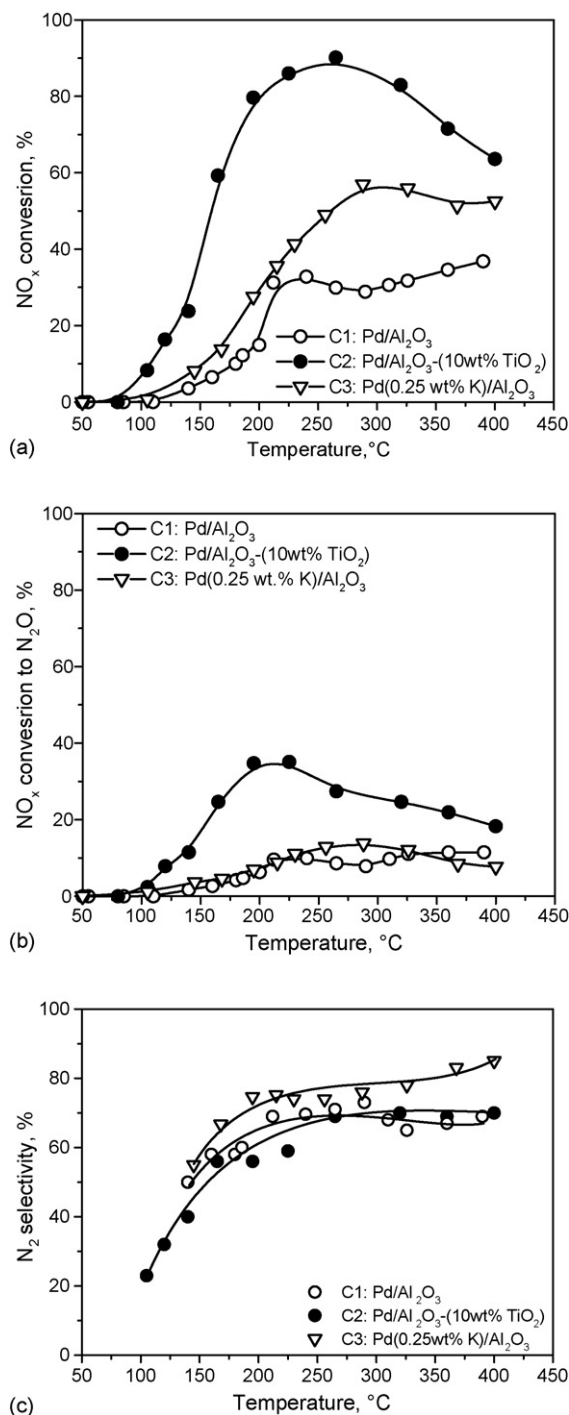 100
80
60
40
20
0
NOₓ convesrion, %
C1: Pd/Al₂O₃
C2: Pd/Al₂O₃-(10wt% TiO₂)
C3: Pd(0.25 wt% K)/Al₂O₃
50 100 150 200 250 300 350 400 450
(a)
Temperature,°C
100
80
60
40
20
0
NOₓ convesrion to N₂O, %
C1: Pd/Al₂O₃
C2: Pd/Al₂O₃-(10wt% TiO₂)
C3: Pd(0.25 wt.% K)/Al₂O₃
50 100 150 200 250 300 350 400 450
(b)
Temperature, °C
100
80
60
40
20
0
N₂ selectivity, %
C1: Pd/Al₂O₃
C2: Pd/Al₂O₃-(10wt% TiO₂)
C3: Pd(0.25wt% K)/Al₂O₃
50 100 150 200 250 300 350 400 450
(c)
Temperature, °C